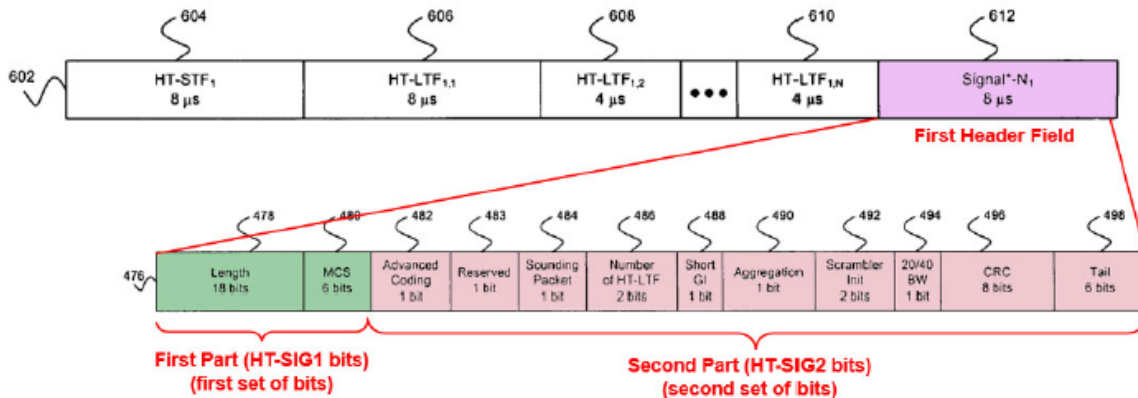 604
606
608
610
612
602
HT-STF1
8 μs
HT-LTF1,1
8 μs
HT-LTF1,2
4 μs
•••
HT-LTF1,N
4 μs
Signal*-N1
8 μs
First Header Field
478
480
482
483
484
486
488
490
492
494
496
498
476
Length
18 bits
MCS
6 bits
Advanced
Coding
1 bit
Reserved
1 bit
Sounding
Packet
1 bit
Number
of HT-LTF
2 bits
Short
GI
1 bit
Aggregation
1 bit
Scrambler
Init
2 bits
20/40
BW
1 bit
CRC
8 bits
Tail
6 bits
First Part (HT-SIG1 bits)
(first set of bits)
Second Part (HT-SIG2 bits)
(second set of bits)